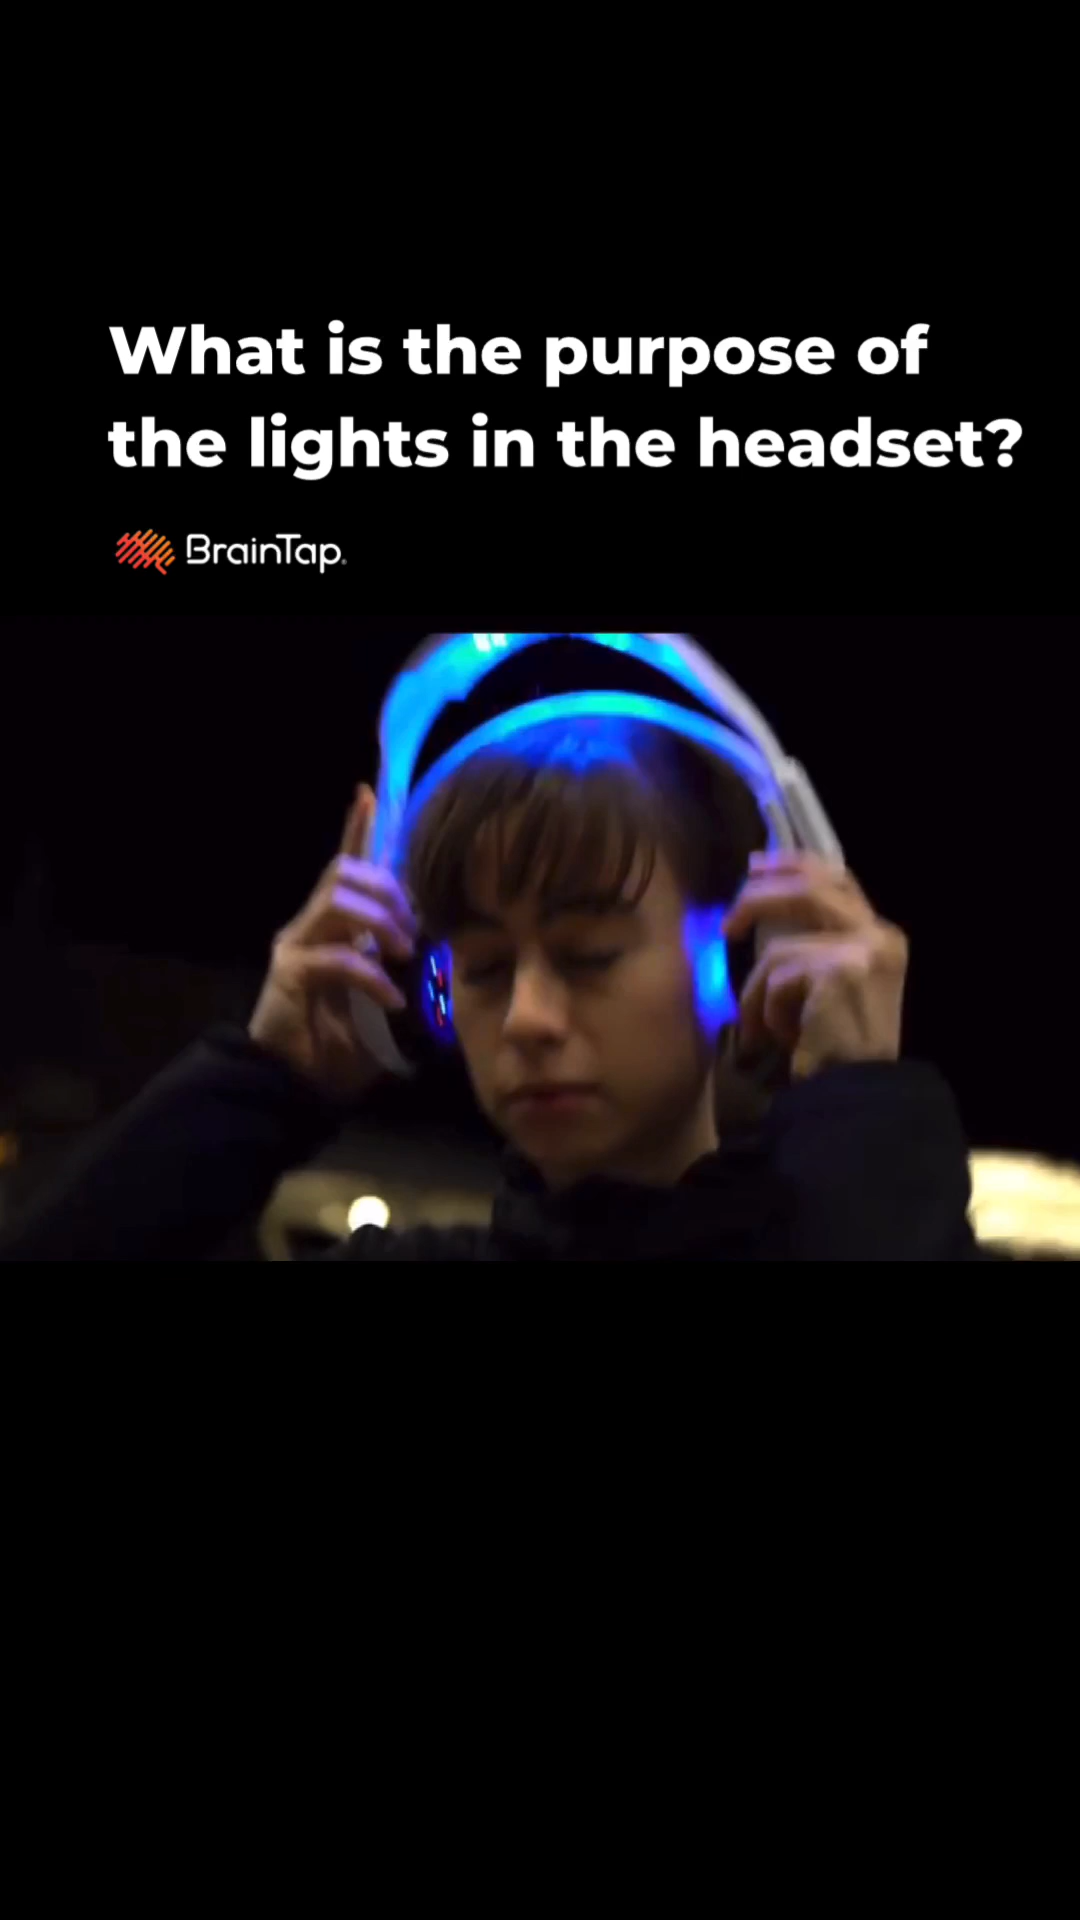 What is the purpose of
the lights in the headset?
BrainTap